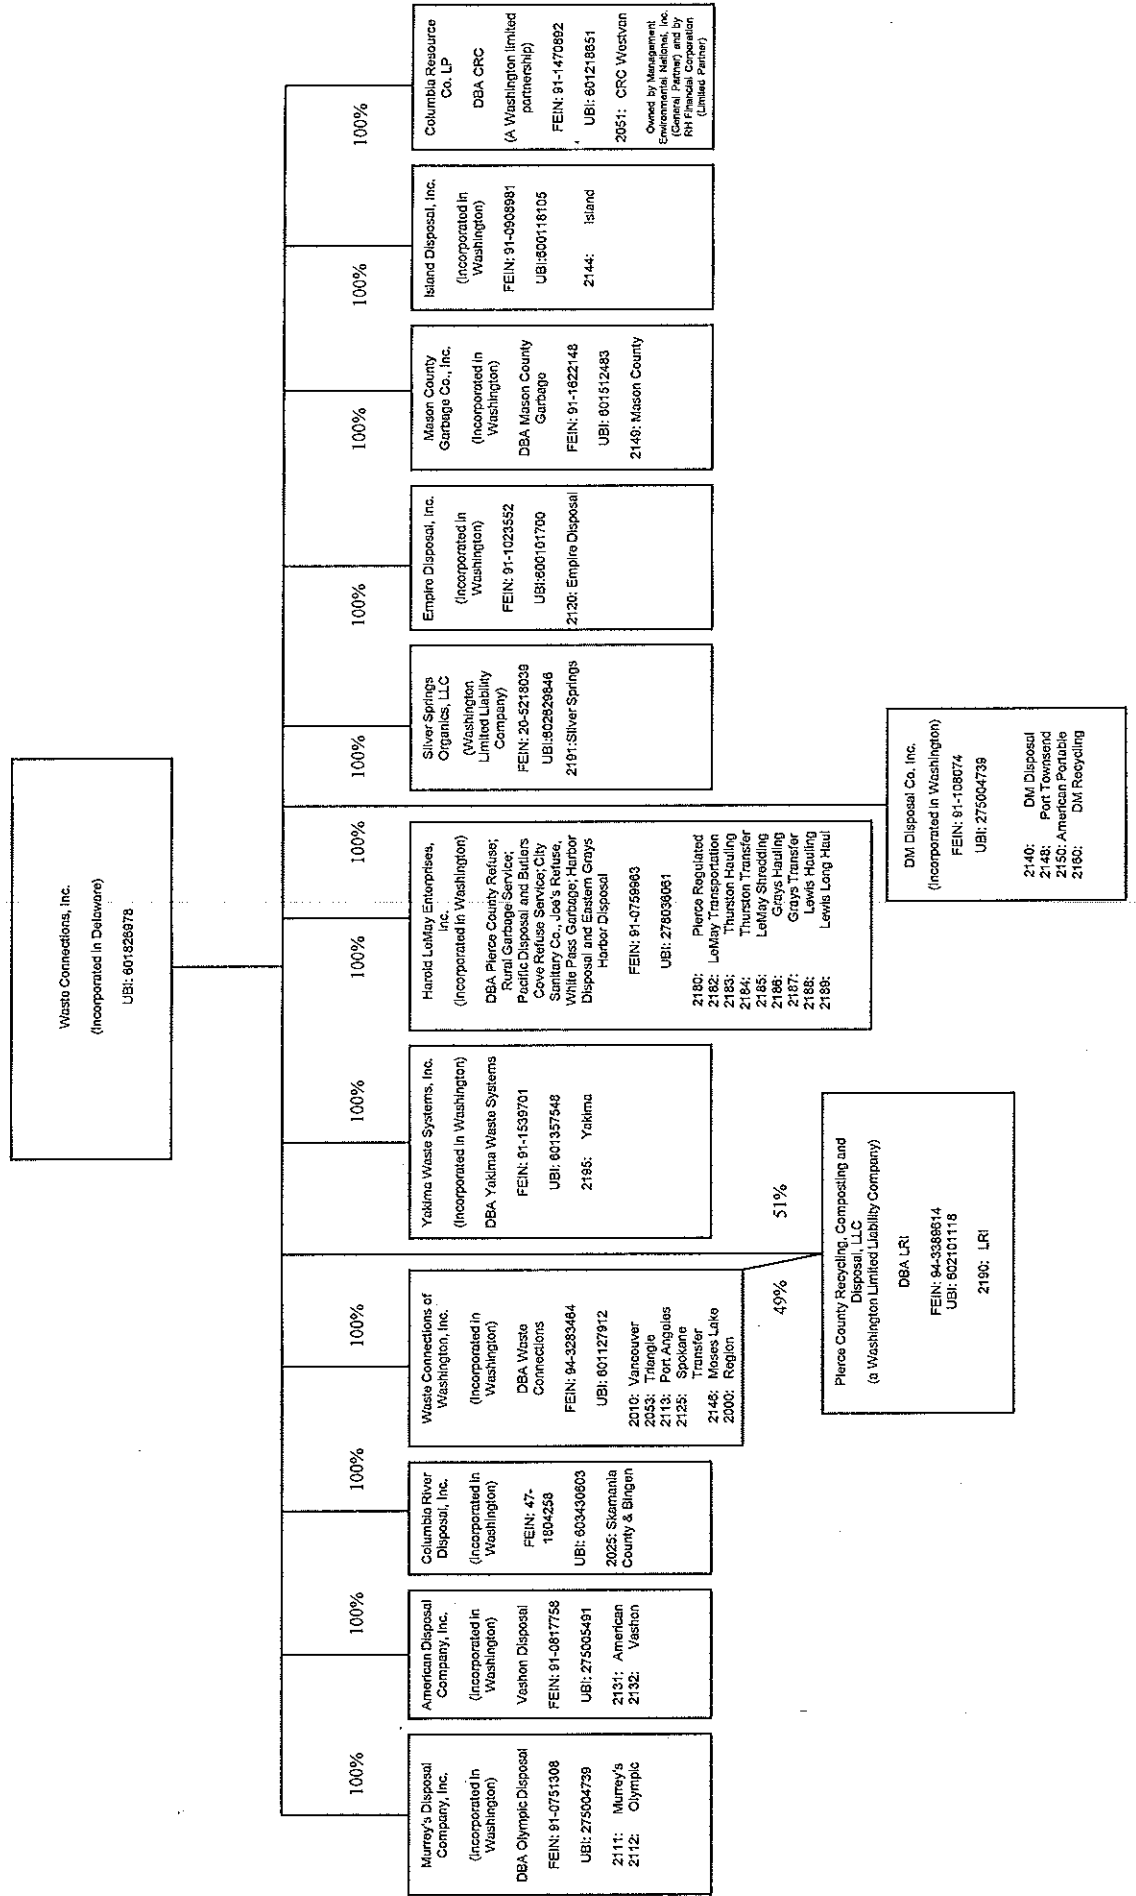 Waste Connections, Inc.
(Incorporated in Delaware)
UBI: 601826978
100%
100%
100%
100%
100%
100%
100%
100%
100%
100%
100%
100%
Murrey's Disposal
Company, Inc.
(Incorporated in
Washington)
DBA Olympic Disposal
FEIN: 91-0751308
UBI: 275004739
2111: Murrey's
2112: Olympic
American Disposal
Company, Inc.
(Incorporated in
Washington)
Vashon Disposal
FEIN: 91-0817758
UBI: 275005491
2131: American
2132: Vashon
Columbia River
Disposal, Inc.
(Incorporated in
Washington)
FEIN: 47-
1804258
UBI: 603430603
2025: Skamania
County & Bingen
Waste Connections of
Washington, Inc.
(Incorporated in
Washington)
DBA Waste
Connections
FEIN: 94-3283464
UBI: 601127912
2010: Vancouver
2053: Triangle
2113: Port Angeles
2125: Spokane
Transfer
2146: Moses Lake
2000: Region
Yakima Waste Systems, Inc.
(Incorporated in Washington)
DBA Yakima Waste Systems
FEIN: 91-1539701
UBI: 601357548
2195: Yakima
Harold LeMay Enterprises,
Inc.
(Incorporated in Washington)
DBA Pierce County Refuse;
Rural Garbage Service;
Pacific Disposal and Butlers
Cove Refuse Service; City
Sanitary Co., Joe's Refuse,
White Pass Garbage; Harbor
Disposal and Eastern Grays
Harbor Disposal
FEIN: 91-0759963
UBI: 278036061
2180: Pierce Regulated
2182: LeMay Transportation
2183: Thurston Hauling
2184: Thurston Transfer
2185: LeMay Shredding
2186: Grays Hauling
2187: Grays Transfer
2188: Lewis Hauling
2189: Lewis Long Haul
Silver Springs
Organics, LLC
(Washington
Limited Liability
Company)
FEIN: 20-5218039
UBI:602629846
2191:Silver Springs
Empire Disposal, Inc.
(Incorporated in
Washington)
FEIN: 91-1023552
UBI:600101700
2120: Empire Disposal
Mason County
Garbage Co., Inc.
(Incorporated in
Washington)
DBA Mason County
Garbage
FEIN: 91-1622148
UBI: 601512483
2149: Mason County
Island Disposal, Inc.
(Incorporated in
Washington)
FEIN: 91-0908981
UBI:600118105
2144: Island
Columbia Resource
Co. LP
DBA CRC
(A Washington limited
partnership)
FEIN: 91-1470892
UBI: 601218851
2051: CRC Westvan
Owned by Management
Environmental National, Inc.
(General Partner) and by
RH Financial Corporation
(Limited Partner)
49%
51%
Pierce County Recycling, Composting and
Disposal, LLC
(a Washington Limited Liability Company)
DBA LRI
FEIN: 94-3389614
UBI: 602101118
2190: LRI
DM Disposal Co. Inc.
(Incorporated in Washington)
FEIN: 91-108074
UBI: 275004739
2140: DM Disposal
2148: Port Townsend
2150: American Portable
2160: DM Recycling